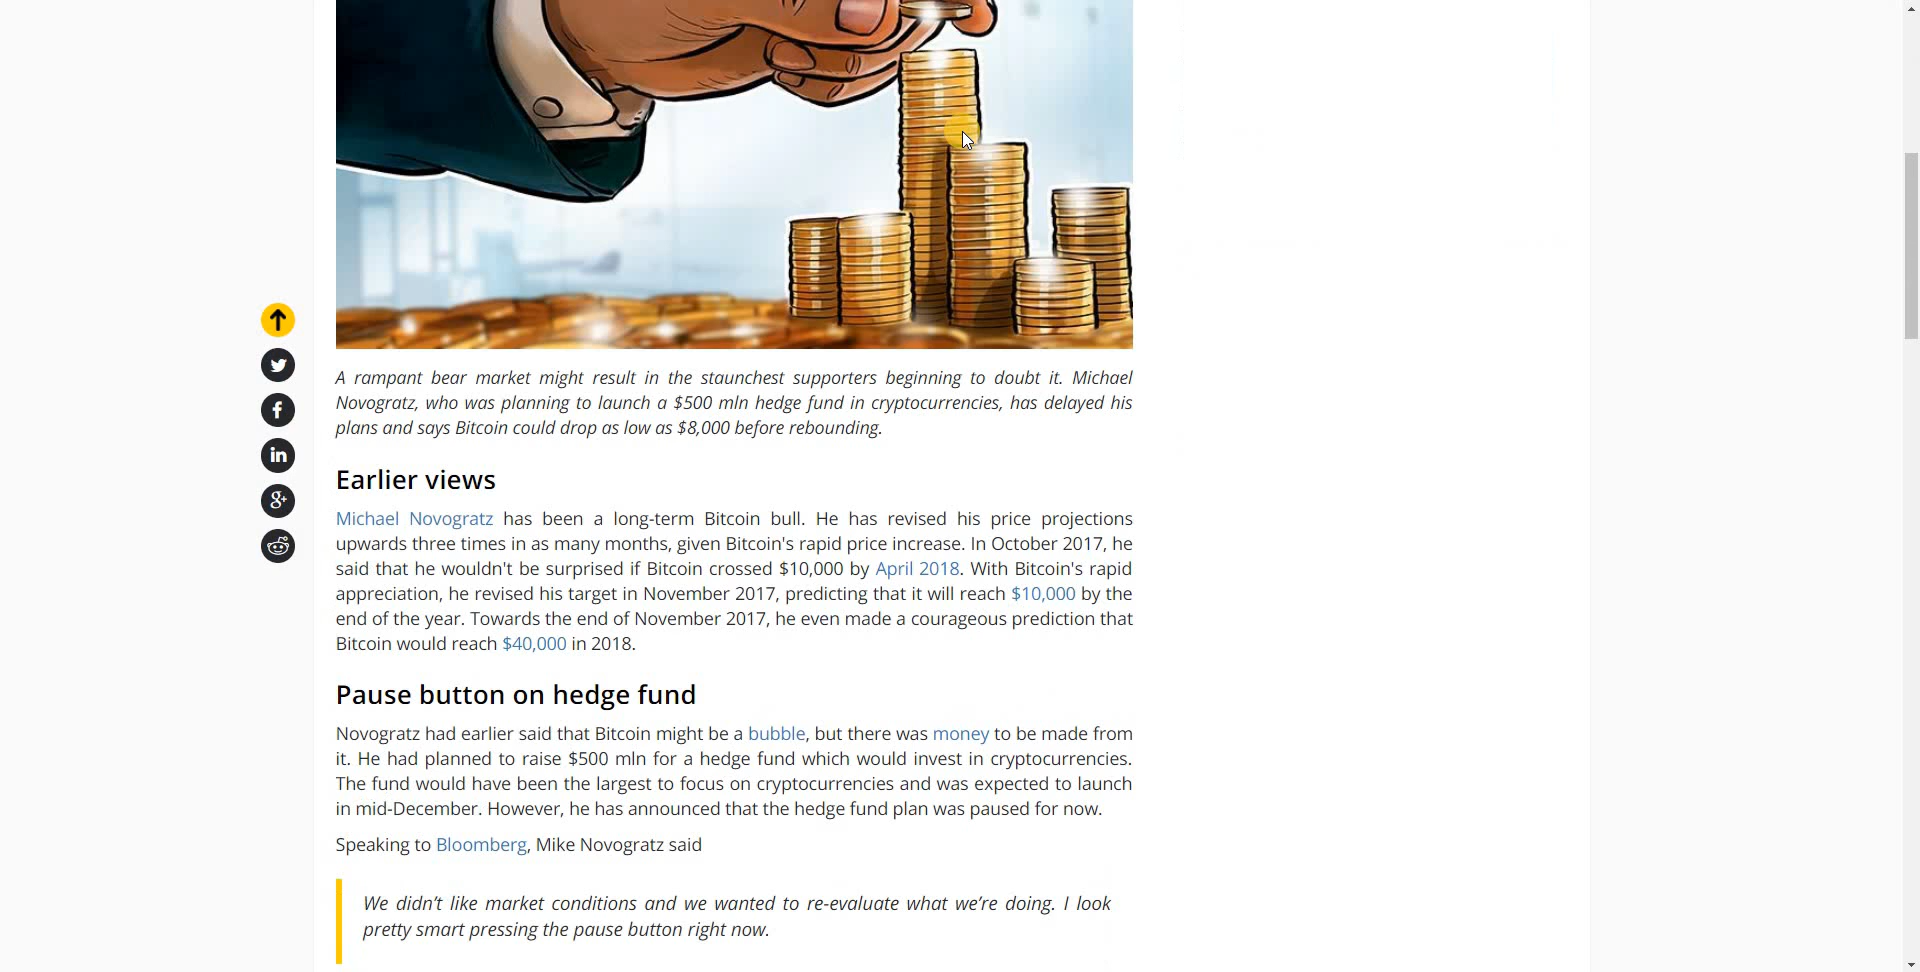 A rampant bear market might result in the staunchest supporters beginning to doubt it. Michael
Novogratz, who was planning to launch a $500 mln hedge fund in cryptocurrencies, has delayed his
plans and says Bitcoin could drop as low as $8,000 before rebounding.
Earlier views
Michael Novogratz has been a long-term Bitcoin bull. He has revised his price projections
upwards three times in as many months, given Bitcoin's rapid price increase. In October 2017, he
said that he wouldn't be surprised if Bitcoin crossed $10,000 by April 2018. With Bitcoin's rapid
appreciation, he revised his target in November 2017, predicting that it will reach $10,000 by the
end of the year. Towards the end of November 2017, he even made a courageous prediction that
Bitcoin would reach $40,000 in 2018.
Pause button on hedge fund
Novogratz had earlier said that Bitcoin might be a bubble, but there was money to be made from
it. He had planned to raise $500 mln for a hedge fund which would invest in cryptocurrencies.
The fund would have been the largest to focus on cryptocurrencies and was expected to launch
in mid-December. However, he has announced that the hedge fund plan was paused for now.
Speaking to Bloomberg, Mike Novogratz said
We didn’t like market conditions and we wanted to re-evaluate what we’re doing. I look
pretty smart pressing the pause button right now.